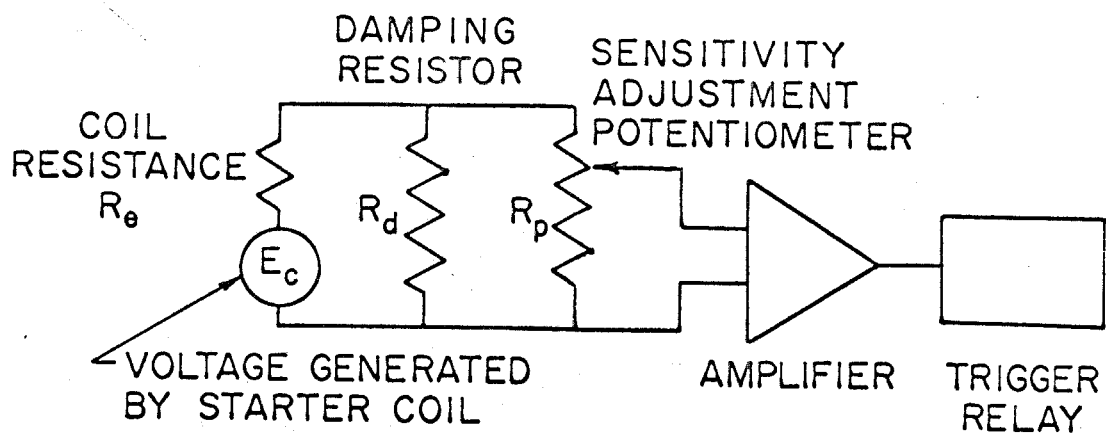 DAMPING
RESISTOR
SENSITIVITY
ADJUSTMENT
POTENTIOMETER
COIL
RESISTANCE
Re
Rd
Rp
Ec
VOLTAGE GENERATED
BY STARTER COIL
AMPLIFIER
TRIGGER
RELAY